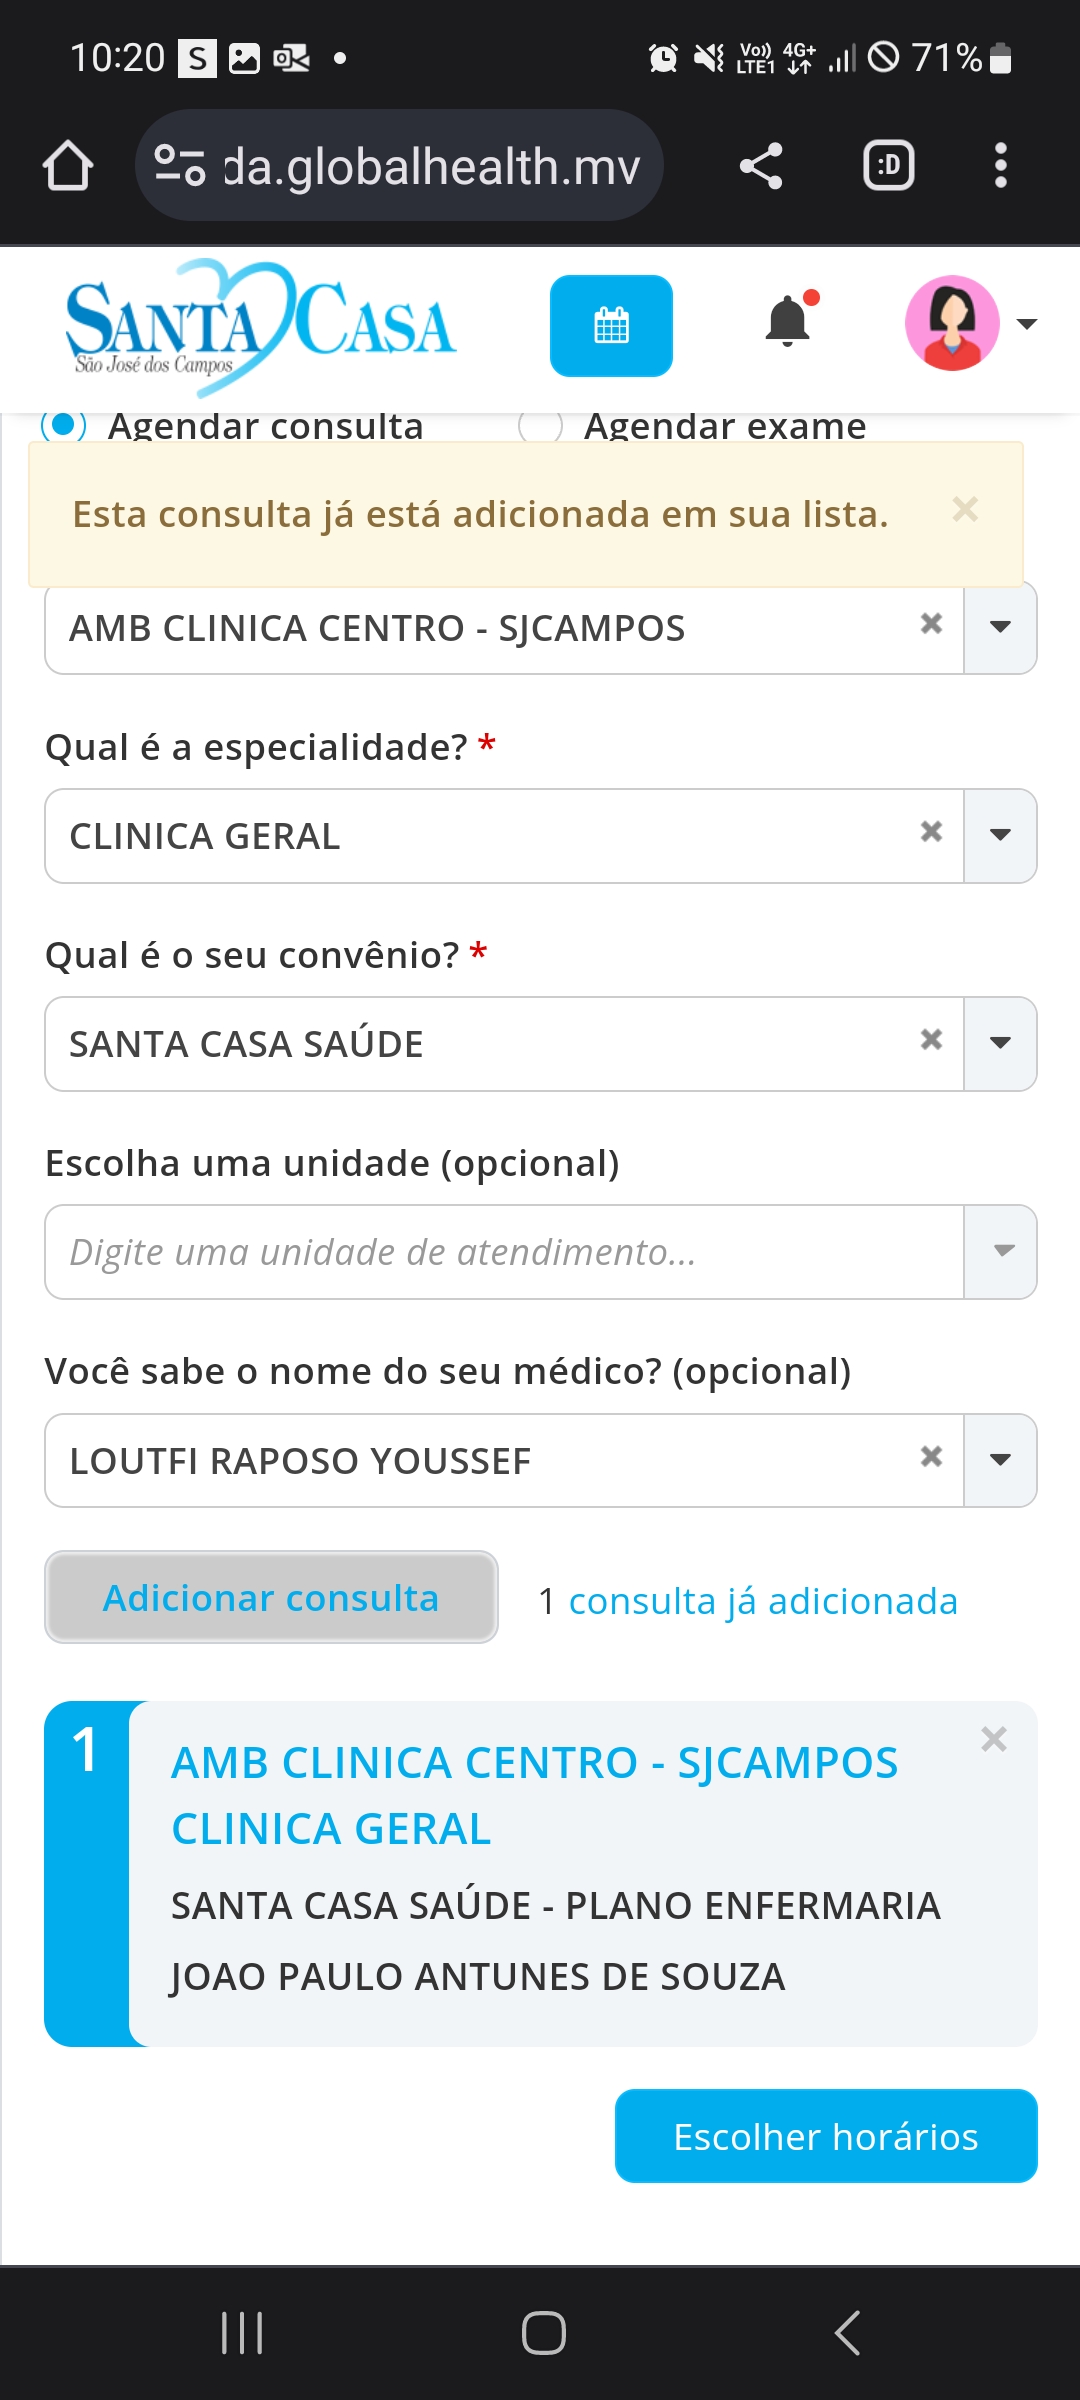 10:20 S Vo)) LTE1 4G+ 71%
da.globalhealth.mv :D
SANTA CASA
São José dos Campos
Agendar consulta Agendar exame
Esta consulta já está adicionada em sua lista. ×
AMB CLINICA CENTRO - SJCAMPOS
Qual é a especialidade? *
CLINICA GERAL
Qual é o seu convênio? *
SANTA CASA SAÚDE
Escolha uma unidade (opcional)
Digite uma unidade de atendimento...
Você sabe o nome do seu médico? (opcional)
LOUTFI RAPOSO YOUSSEF
Adicionar consulta 1 consulta já adicionada
1
AMB CLINICA CENTRO - SJCAMPOS
CLINICA GERAL
SANTA CASA SAÚDE - PLANO ENFERMARIA
JOAO PAULO ANTUNES DE SOUZA
Escolher horários